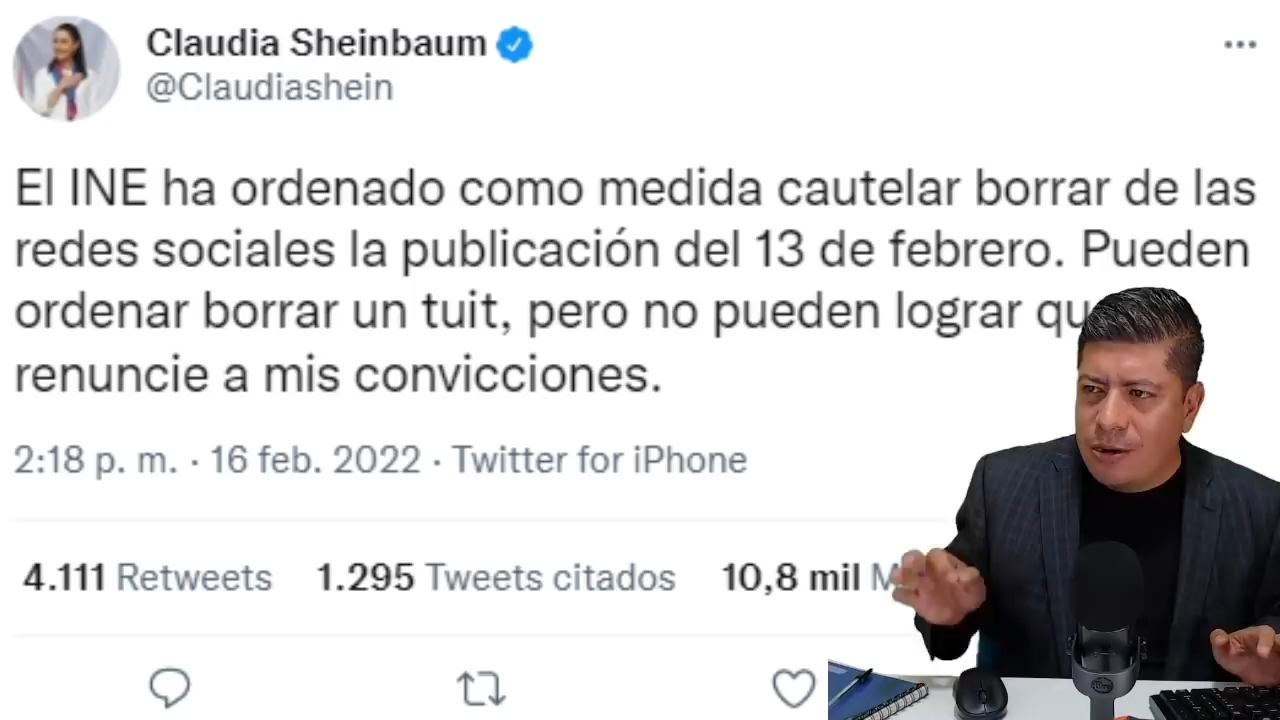 Claudia Sheinbaum
@Claudiashein
El INE ha ordenado como medida cautelar borrar de las
redes sociales la publicación del 13 de febrero. Pueden
ordenar borrar un tuit, pero no pueden lograr
renuncie a mis convicciones.
2:18 p. m. · 16 feb. 2022 · Twitter for iPhone
4.111 Retweets 1.295 Tweets citados 10,8 mil